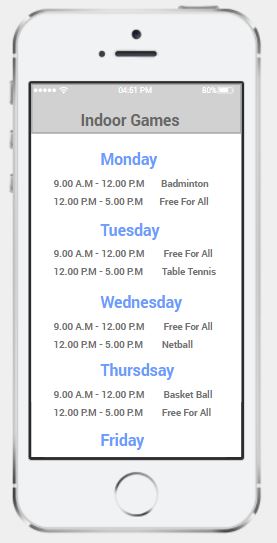 04:51 PM 80%
Indoor Games
Monday
9.00 A.M - 12.00 P.M Badminton
12.00 P.M - 5.00 P.M Free For All
Tuesday
9.00 A.M - 12.00 P.M Free For All
12.00 P.M - 5.00 P.M Table Tennis
Wednesday
9.00 A.M - 12.00 P.M Free For All
12.00 P.M - 5.00 P.M Netball
Thursdsay
9.00 A.M - 12.00 P.M Basket Ball
12.00 P.M - 5.00 P.M Free For All
Friday